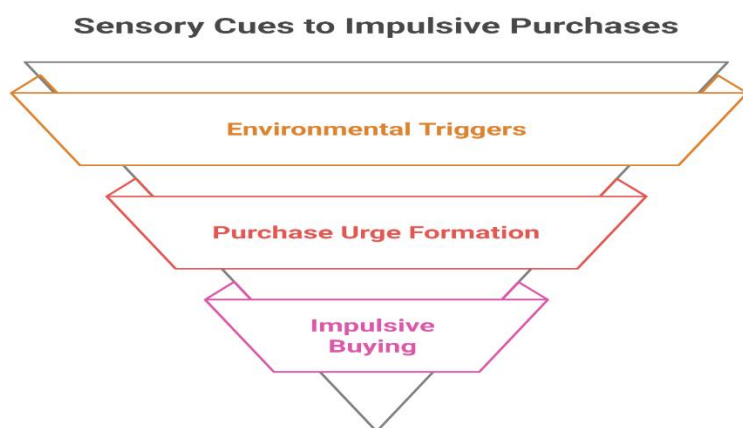 Sensory Cues to Impulsive Purchases
Environmental Triggers
Purchase Urge Formation
Impulsive
Buying